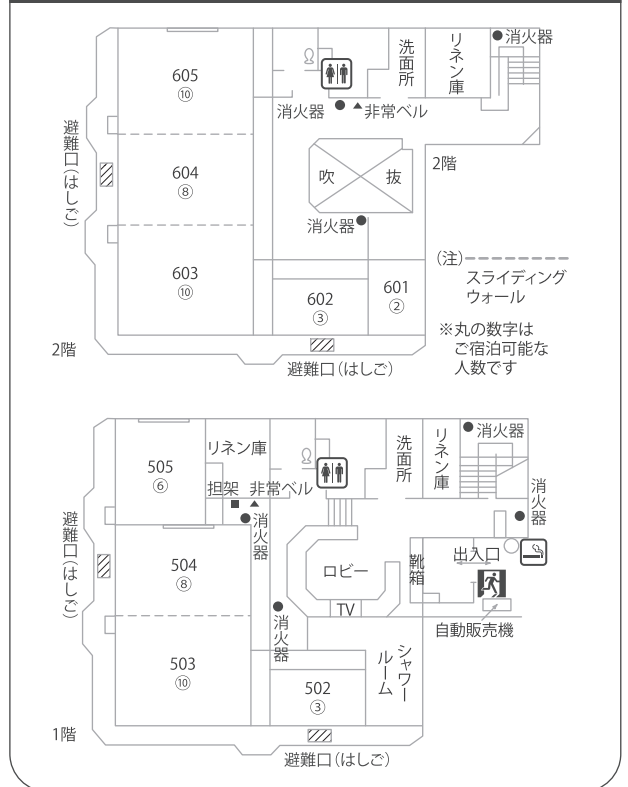 605
⑩
洗面所
リネン庫
消火器
消火器
非常ベル
避難口(はしご)
604
⑧
吹 抜
2階
消火器
603
⑩
602
③
601
②
(注)
スライディング
ウォール
※丸の数字は
ご宿泊可能な
人数です
2階
避難口(はしご)
505
⑥
リネン庫
洗面所
リネン庫
消火器
担架 非常ベル
消火器
消火器
避難口(はしご)
504
⑧
ロビー
TV
靴箱
出入口
自動販売機
消火器
503
⑩
502
③
シャワー
ルーム
1階
避難口(はしご)